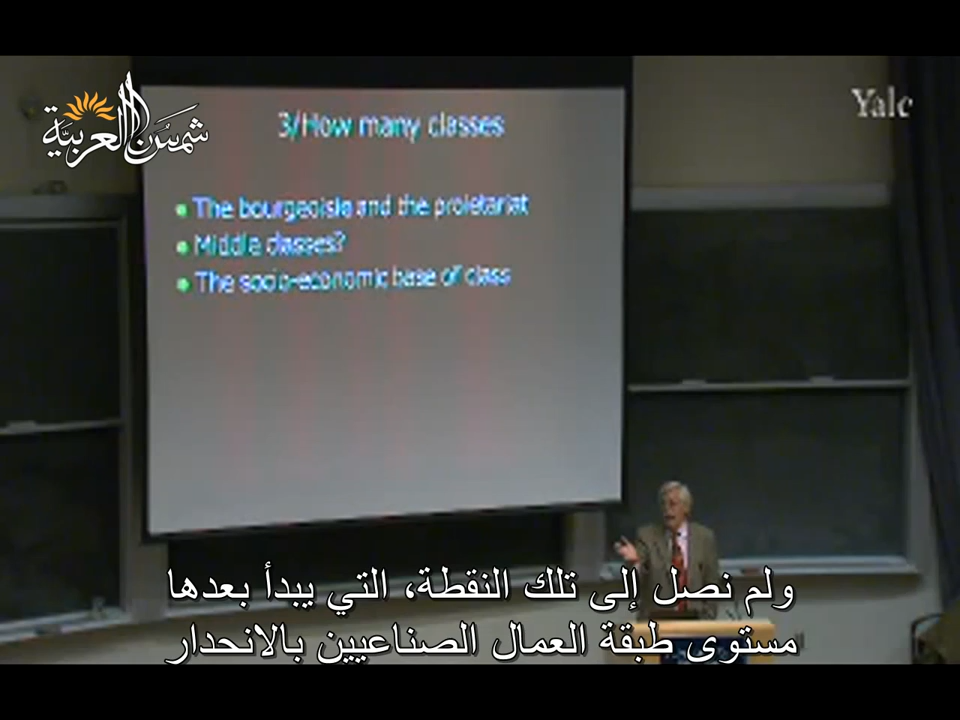 شمس العربية
Yale
3/How many classes
The bourgeoisie and the proletariat
Middle classes?
The socio-economic base of class
ولم نصل إلى تلك النقطة، التي يبدأ بعدها
مستوى طبقة العمال الصناعيين بالانحدار